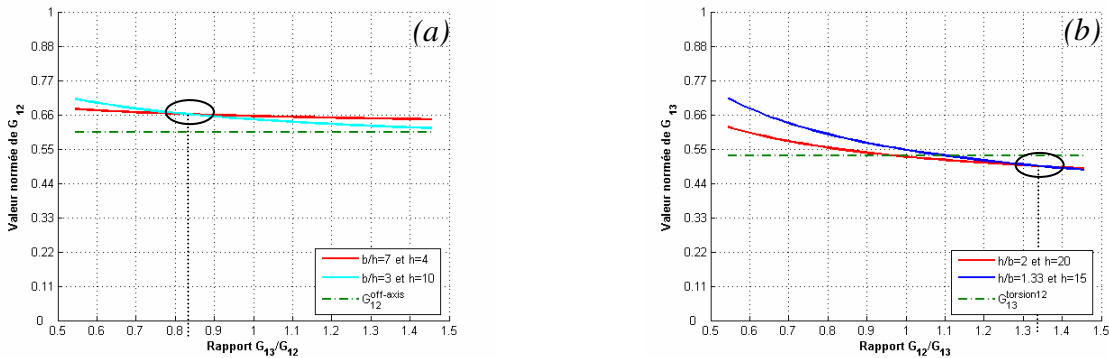 (a)
Valeur normée de G12
1
0.88
0.77
0.66
0.55
0.44
0.33
0.22
0.11
0
0.5 0.6 0.7 0.8 0.9 1 1.1 1.2 1.3 1.4 1.5
Rapport G13/G12
b/h=7 et h=4
b/h=3 et h=10
G12off-axis
(b)
Valeur normée de G13
1
0.88
0.77
0.66
0.55
0.44
0.33
0.22
0.11
0
0.5 0.6 0.7 0.8 0.9 1 1.1 1.2 1.3 1.4 1.5
Rapport G12/G13
h/b=2 et h=20
h/b=1.33 et h=15
G13torsion12